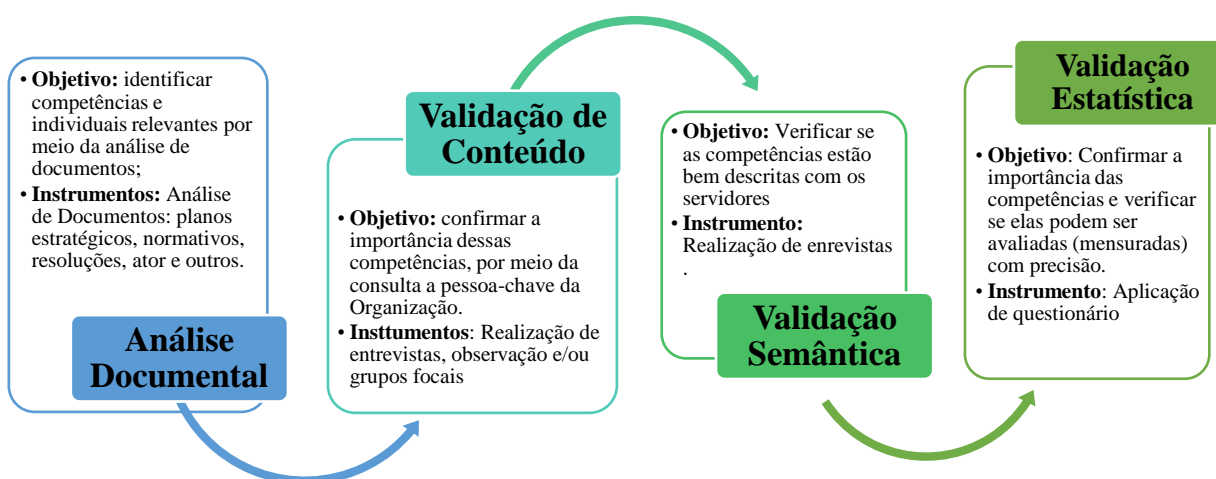 • Objetivo: identificar
competências e
individuais relevantes por
meio da análise de
documentos;
• Instrumentos: Análise
de Documentos: planos
estratégicos, normativos,
resoluções, ator e outros.
Análise
Documental
Validação de
Conteúdo
• Objetivo: confirmar a
importância dessas
competências, por meio da
consulta a pessoa-chave da
Organização.
• Insttumentos: Realização de
entrevistas, observação e/ou
grupos focais
• Objetivo: Verificar se
as competências estão
bem descritas com os
servidores
• Instrumento:
Realização de enrevistas
.
Validação
Semântica
Validação
Estatística
• Objetivo: Confirmar a
importância das
competências e verificar
se elas podem ser
avaliadas (mensuradas)
com precisão.
• Instrumento: Aplicação
de questionário